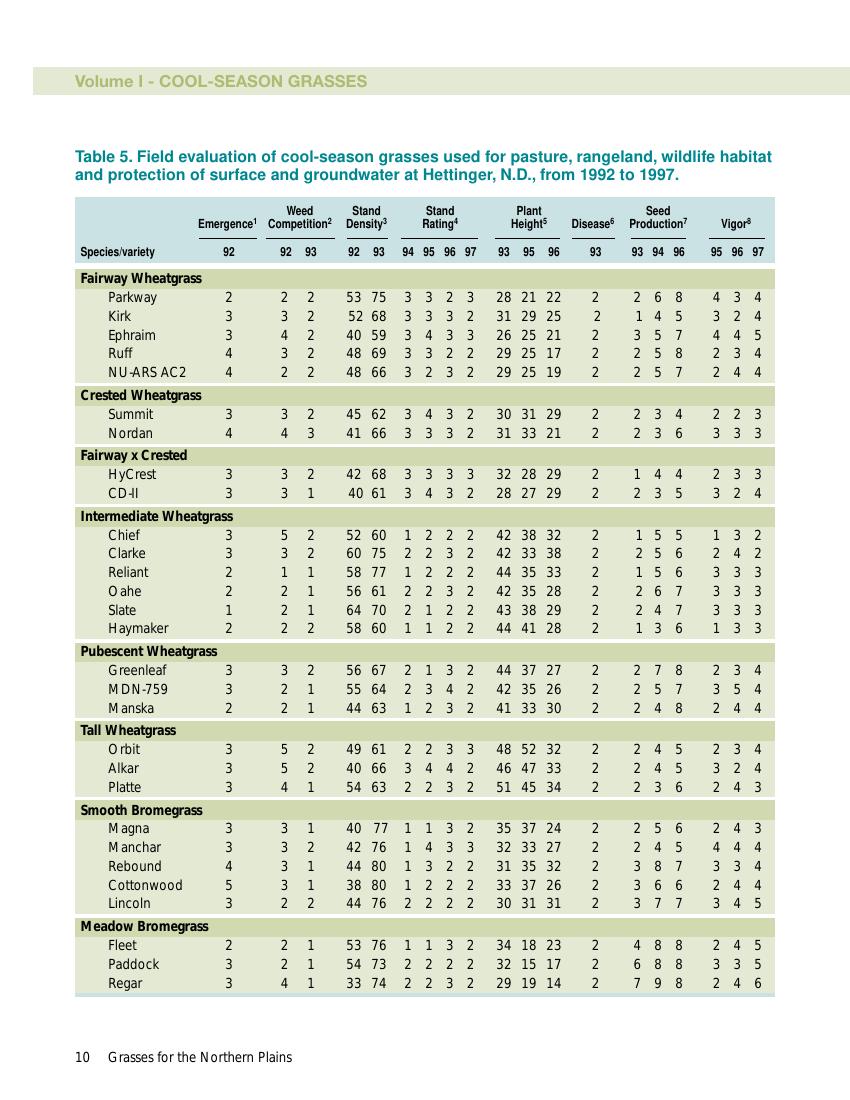 Volume I - COOL-SEASON GRASSES
Table 5. Field evaluation of cool-season grasses used for pasture, rangeland, wildlife habitat
and protection of surface and groundwater at Hettinger, N.D., from 1992 to 1997.
Weed Stand Stand Plant Seed
Emergence¹ Competition² Density³ Rating⁴ Height⁵ Disease⁶ Production⁷ Vigor⁸
Species/variety 92 92 93 92 93 94 95 96 97 93 95 96 93 93 94 96 95 96 97
Fairway Wheatgrass
Parkway 2 2 2 53 75 3 3 2 3 28 21 22 2 2 6 8 4 3 4
Kirk 3 3 2 52 68 3 3 3 2 31 29 25 2 1 4 5 3 2 4
Ephraim 3 4 2 40 59 3 4 3 3 26 25 21 2 3 5 7 4 4 5
Ruff 4 3 2 48 69 3 3 2 2 29 25 17 2 2 5 8 2 3 4
NU-ARS AC2 4 2 2 48 66 3 2 3 2 29 25 19 2 2 5 7 2 4 4
Crested Wheatgrass
Summit 3 3 2 45 62 3 4 3 2 30 31 29 2 2 3 4 2 2 3
Nordan 4 4 3 41 66 3 3 3 2 31 33 21 2 2 3 6 3 3 3
Fairway x Crested
HyCrest 3 3 2 42 68 3 3 3 3 32 28 29 2 1 4 4 2 3 3
CD-II 3 3 1 40 61 3 4 3 2 28 27 29 2 2 3 5 3 2 4
Intermediate Wheatgrass
Chief 3 5 2 52 60 1 2 2 2 42 38 32 2 1 5 5 1 3 2
Clarke 3 3 2 60 75 2 2 3 2 42 33 38 2 2 5 6 2 4 2
Reliant 2 1 1 58 77 1 2 2 2 44 35 33 2 1 5 6 3 3 3
Oahe 2 2 1 56 61 2 2 3 2 42 35 28 2 2 6 7 3 3 3
Slate 1 2 1 64 70 2 1 2 2 43 38 29 2 2 4 7 3 3 3
Haymaker 2 2 2 58 60 1 1 2 2 44 41 28 2 1 3 6 1 3 3
Pubescent Wheatgrass
Greenleaf 3 3 2 56 67 2 1 3 2 44 37 27 2 2 7 8 2 3 4
MDN-759 3 2 1 55 64 2 3 4 2 42 35 26 2 2 5 7 3 5 4
Manska 2 2 1 44 63 1 2 3 2 41 33 30 2 2 4 8 2 4 4
Tall Wheatgrass
Orbit 3 5 2 49 61 2 2 3 3 48 52 32 2 2 4 5 2 3 4
Alkar 3 5 2 40 66 3 4 4 2 46 47 33 2 2 4 5 3 2 4
Platte 3 4 1 54 63 2 2 3 2 51 45 34 2 2 3 6 2 4 3
Smooth Bromegrass
Magna 3 3 1 40 77 1 1 3 2 35 37 24 2 2 5 6 2 4 3
Manchar 3 3 2 42 76 1 4 3 3 32 33 27 2 2 4 5 4 4 4
Rebound 4 3 1 44 80 1 3 2 2 31 35 32 2 3 8 7 3 3 4
Cottonwood 5 3 1 38 80 1 2 2 2 33 37 26 2 3 6 6 2 4 4
Lincoln 3 2 2 44 76 2 2 2 2 30 31 31 2 3 7 7 3 4 5
Meadow Bromegrass
Fleet 2 2 1 53 76 1 1 3 2 34 18 23 2 4 8 8 2 4 5
Paddock 3 2 1 54 73 2 2 2 2 32 15 17 2 6 8 8 3 3 5
Regar 3 4 1 33 74 2 2 3 2 29 19 14 2 7 9 8 2 4 6
10 Grasses for the Northern Plains